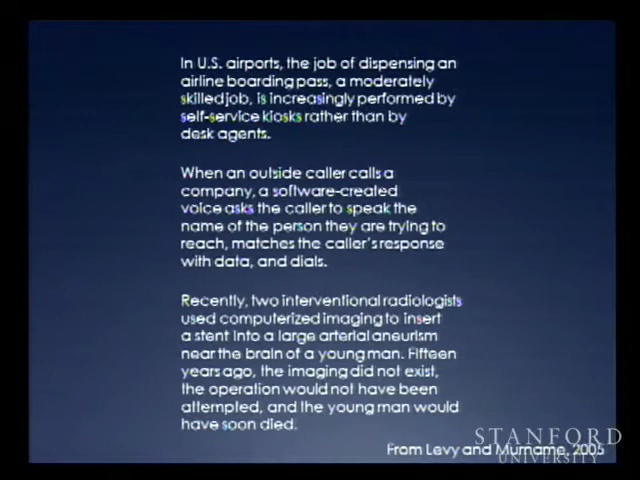 In U.S. airports, the job of dispensing an
airline boarding pass, a moderately
skilled job, is increasingly performed by
self-service kiosks rather than by
desk agents.
When an outside caller calls a
company, a software-created
voice asks the caller to speak the
name of the person they are trying to
reach, matches the caller's response
with data, and dials.
Recently, two interventional radiologists
used computerized imaging to insert
a stent into a large arterial aneurism
near the brain of a young man. Fifteen
years ago, the imaging did not exist,
the operation would not have been
attempted, and the young man would
have soon died.
From Levy and Murname, 2005
STANFORD
UNIVERSITY